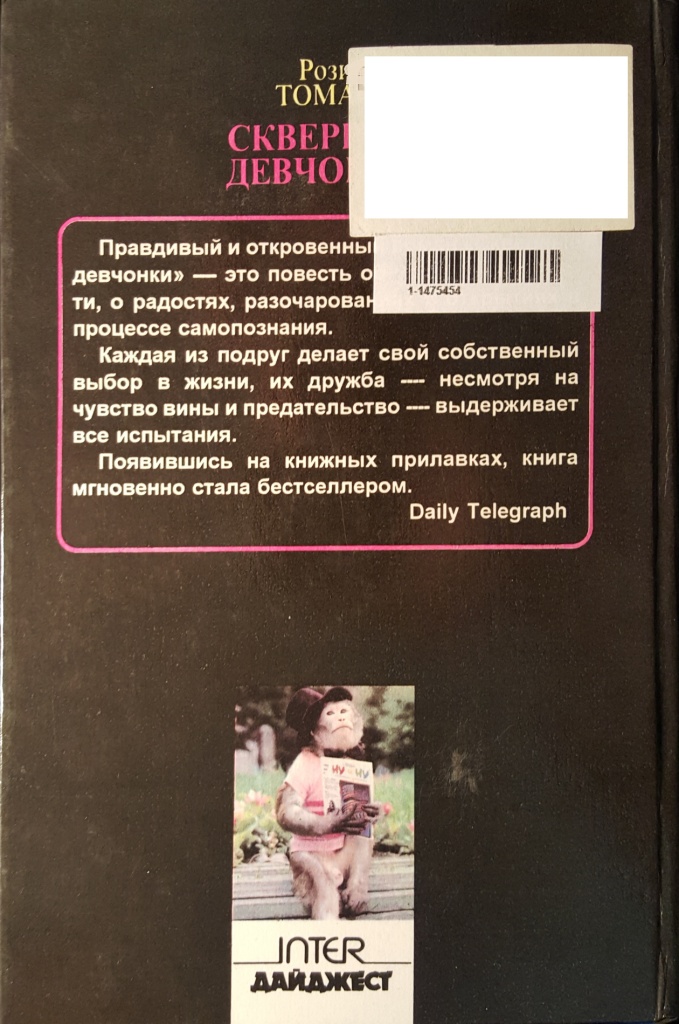 Рози
ТОМА
СКВЕР
ДЕВЧО
Правдивый и откровенны
девчонки» — это повесть о
ти, о радостях, разочарован
процессе самопознания.
Каждая из подруг делает свой собственный
выбор в жизни, их дружба — несмотря на
чувство вины и предательство — выдерживает
все испытания.
Появившись на книжных прилавках, книга
мгновенно стала бестселлером.
Daily Telegraph
1-1475454
INTER
ДАЙДЖЕСТ